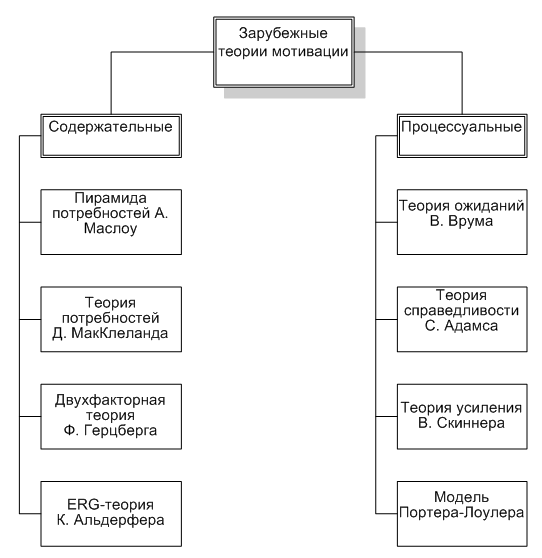 Зарубежные
теории мотивации
Содержательные
Пирамида
потребностей А.
Маслоу
Теория
потребностей
Д. МакКлеланда
Двухфакторная
теория
Ф. Герцберга
ERG-теория
К. Альдерфера
Процессуальные
Теория ожиданий
В. Врума
Теория
справедливости
С. Адамса
Теория усиления
В. Скиннера
Модель
Портера-Лоулера